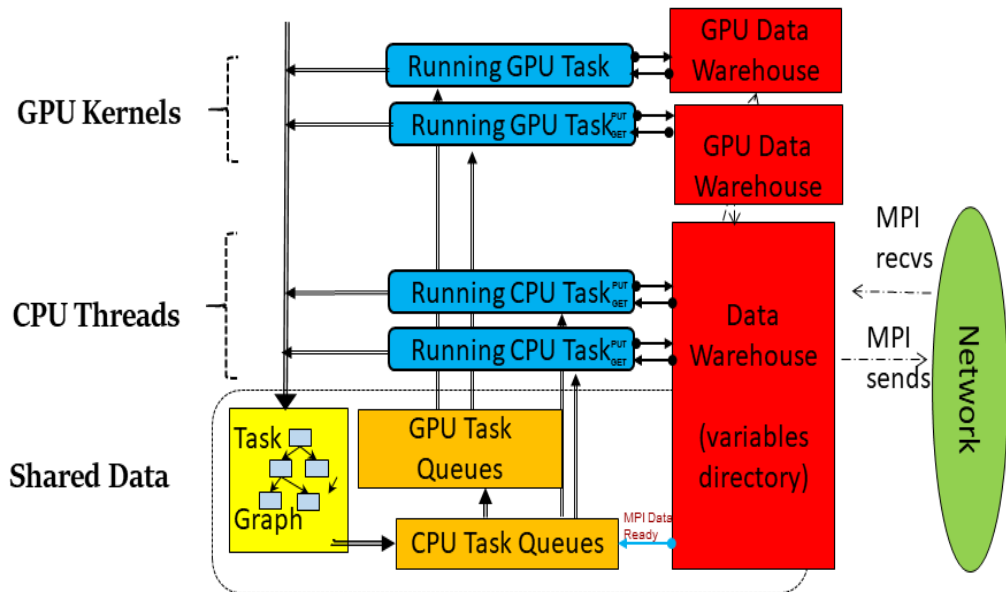 GPU Data
Warehouse
Running GPU Task
GPU Kernels
Running GPU Task
PUT
GET
GPU Data
Warehouse
MPI
recvs
CPU Threads
Running CPU Task
PUT
GET
Running CPU Task
PUT
GET
Data
Warehouse
(variables
directory)
MPI
sends
Network
Shared Data
Task
Graph
GPU Task
Queues
CPU Task Queues
MPI Data
Ready